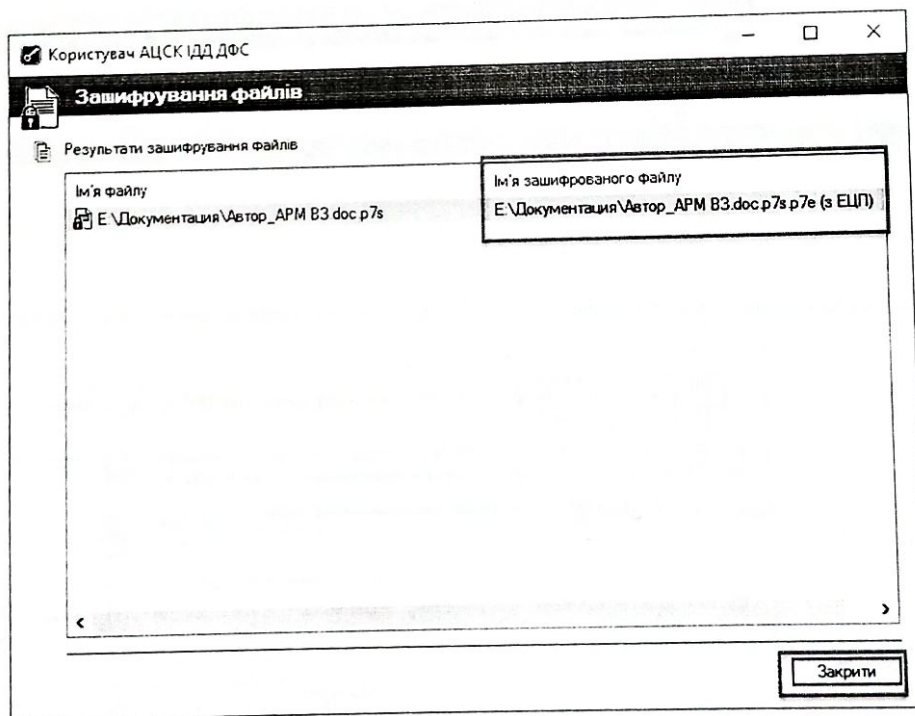 Користувач АЦСК ІДД ДФС
Зашифрування файлів
Результати зашифрування файлів
Ім'я файлу
Ім'я зашифрованого файлу
E:\Документация\Автор_АРМ ВЗ.doc.p7s
E:\Документация\Автор_АРМ ВЗ.doc.p7s.p7e (з ЕЦП)
Закрити